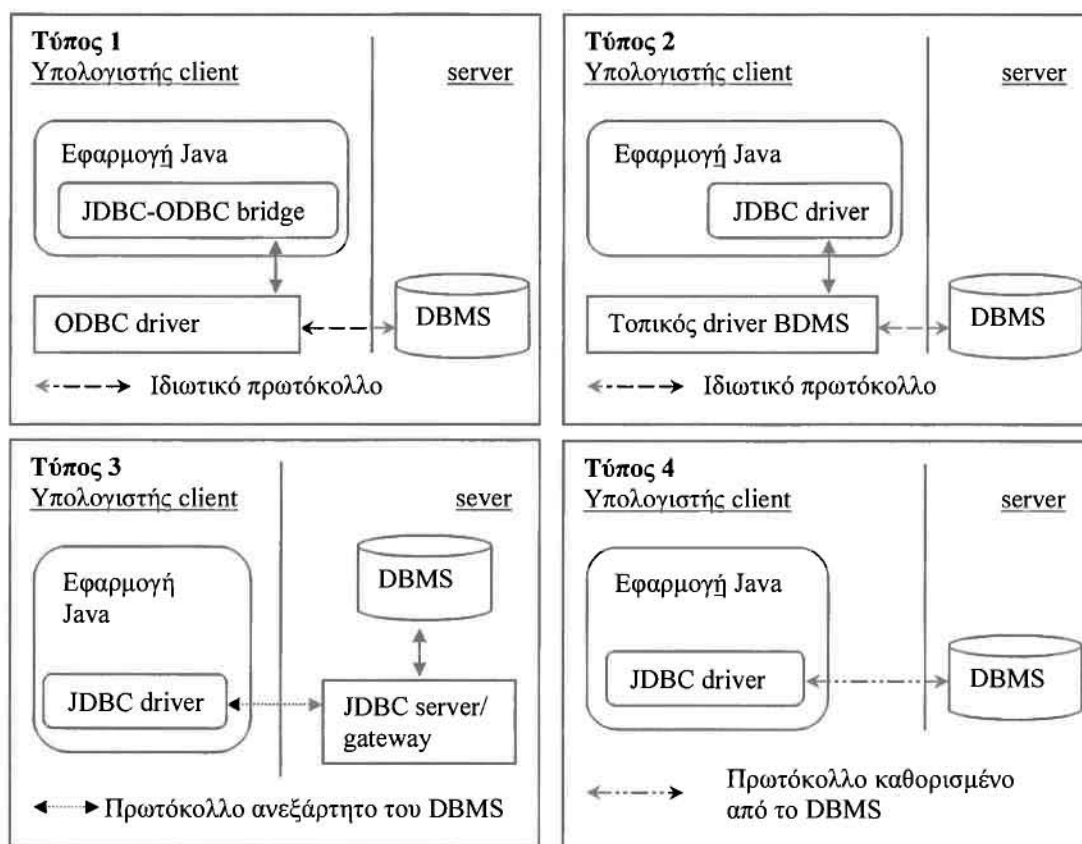 Τύπος 1
Υπολογιστής client
server
Εφαρμογή Java
JDBC-ODBC bridge
ODBC driver
DBMS
Ιδιωτικό πρωτόκολλο
Τύπος 2
Υπολογιστής client
server
Εφαρμογή Java
JDBC driver
Τοπικός driver BDMS
DBMS
Ιδιωτικό πρωτόκολλο
Τύπος 3
Υπολογιστής client
sever
Εφαρμογή
Java
DBMS
JDBC driver
JDBC server/
gateway
Πρωτόκολλο ανεξάρτητο του DBMS
Τύπος 4
Υπολογιστής client
server
Εφαρμογή Java
JDBC driver
DBMS
Πρωτόκολλο καθορισμένο
από το DBMS